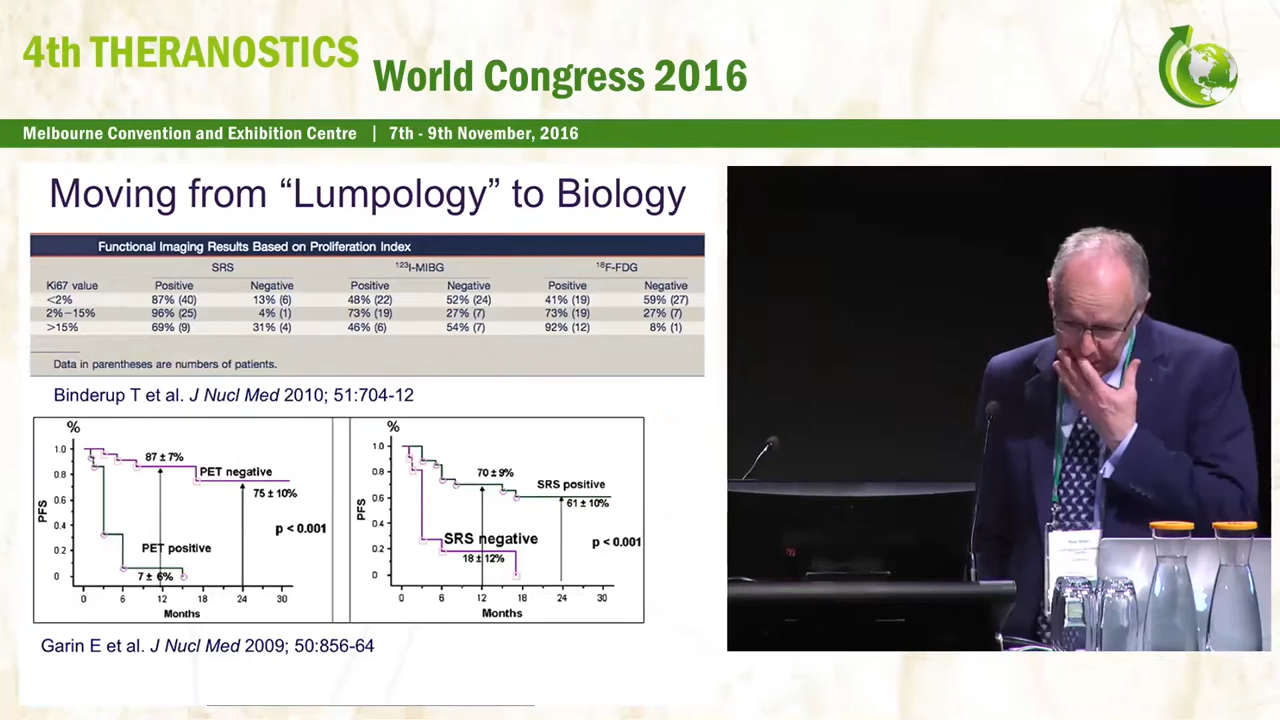 4th THERANOSTICS
World Congress 2016
Melbourne Convention and Exhibition Centre | 7th - 9th November, 2016
Moving from “Lumpology” to Biology
Functional Imaging Results Based on Proliferation Index
SRS ¹²³I-MIBG ¹⁸F-FDG
Ki67 value Positive Negative Positive Negative Positive Negative
<2% 87% (40) 13% (6) 48% (22) 52% (24) 41% (19) 59% (27)
2%–15% 96% (25) 4% (1) 73% (19) 27% (7) 73% (19) 27% (7)
>15% 69% (9) 31% (4) 46% (6) 54% (7) 92% (12) 8% (1)
Data in parentheses are numbers of patients.
Binderup T et al. J Nucl Med 2010; 51:704-12
%
PFS
1.0
0.8
0.6
0.4
0.2
0
87 ± 7%
PET negative
75 ± 10%
p < 0.001
PET positive
7 ± 6%
0 6 12 18 24 30
Months
%
PFS
1.0
0.8
0.6
0.4
0.2
0
70 ± 9%
SRS positive
61 ± 10%
SRS negative
p < 0.001
18 ± 12%
0 6 12 18 24 30
Months
Garin E et al. J Nucl Med 2009; 50:856-64